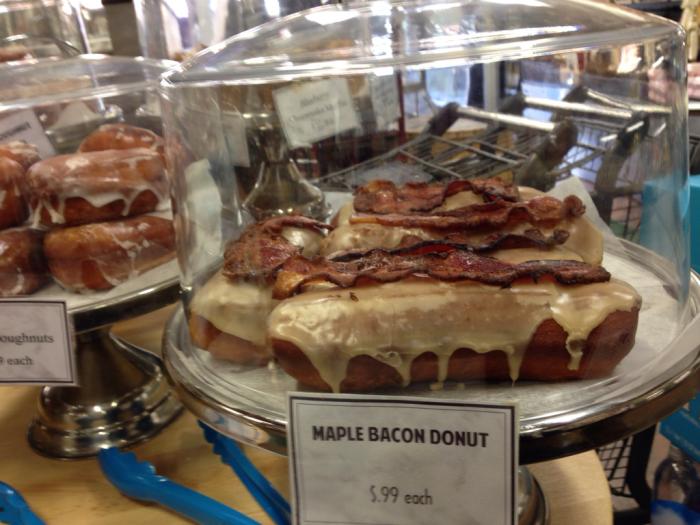 MAPLE BACON DONUT
$.99 each
oughnuts
9 each